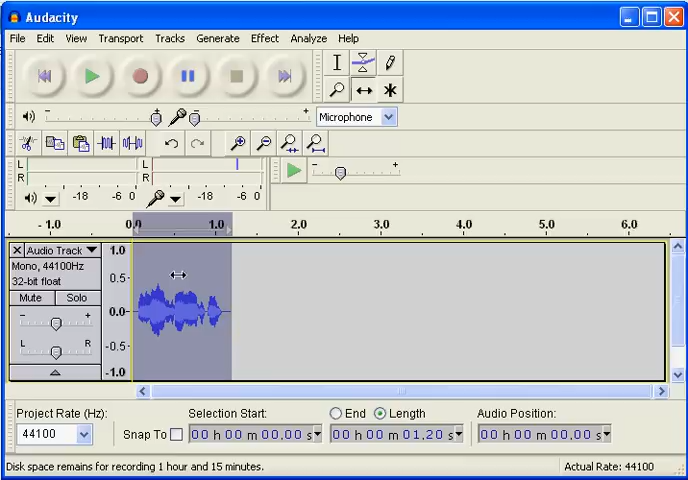 Audacity
File Edit View Transport Tracks Generate Effect Analyze Help
Microphone
L
R
-18 -6 0
L
R
-18 -6 0
- 1.0 0.0 1.0 2.0 3.0 4.0 5.0 6.0
Audio Track
Mono, 44100Hz
32-bit float
Mute Solo
- +
L R
1.0
0.5-
0.0-
-0.5-
-1.0
Project Rate (Hz):
44100
Snap To
Selection Start:
00 h 00 m 00.00 s
End Length
00 h 00 m 01.20 s
Audio Position:
00 h 00 m 00.00 s
Disk space remains for recording 1 hour and 15 minutes.
Actual Rate: 44100